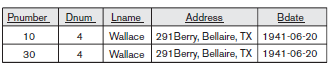 Pnumber Dnum Lname Address Bdate
10 4 Wallace 291Berry, Bellaire, TX 1941-06-20
30 4 Wallace 291Berry, Bellaire, TX 1941-06-20